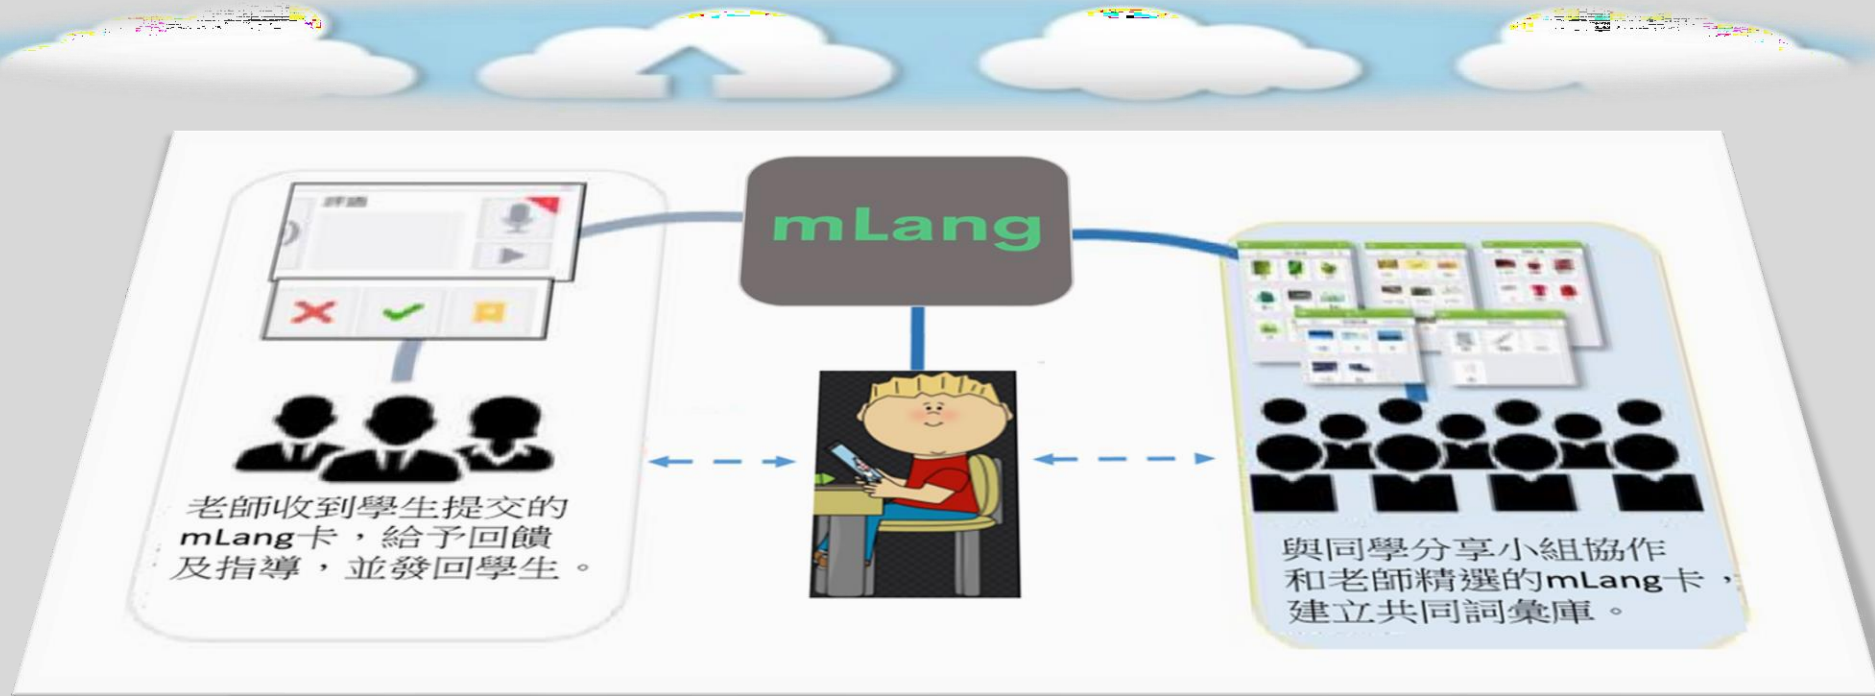 mLang
評語
老師收到學生提交的
mLang卡，給予回饋
及指導，並發回學生。
與同學分享小組協作
和老師精選的mLang卡，
建立共同詞彙庫。